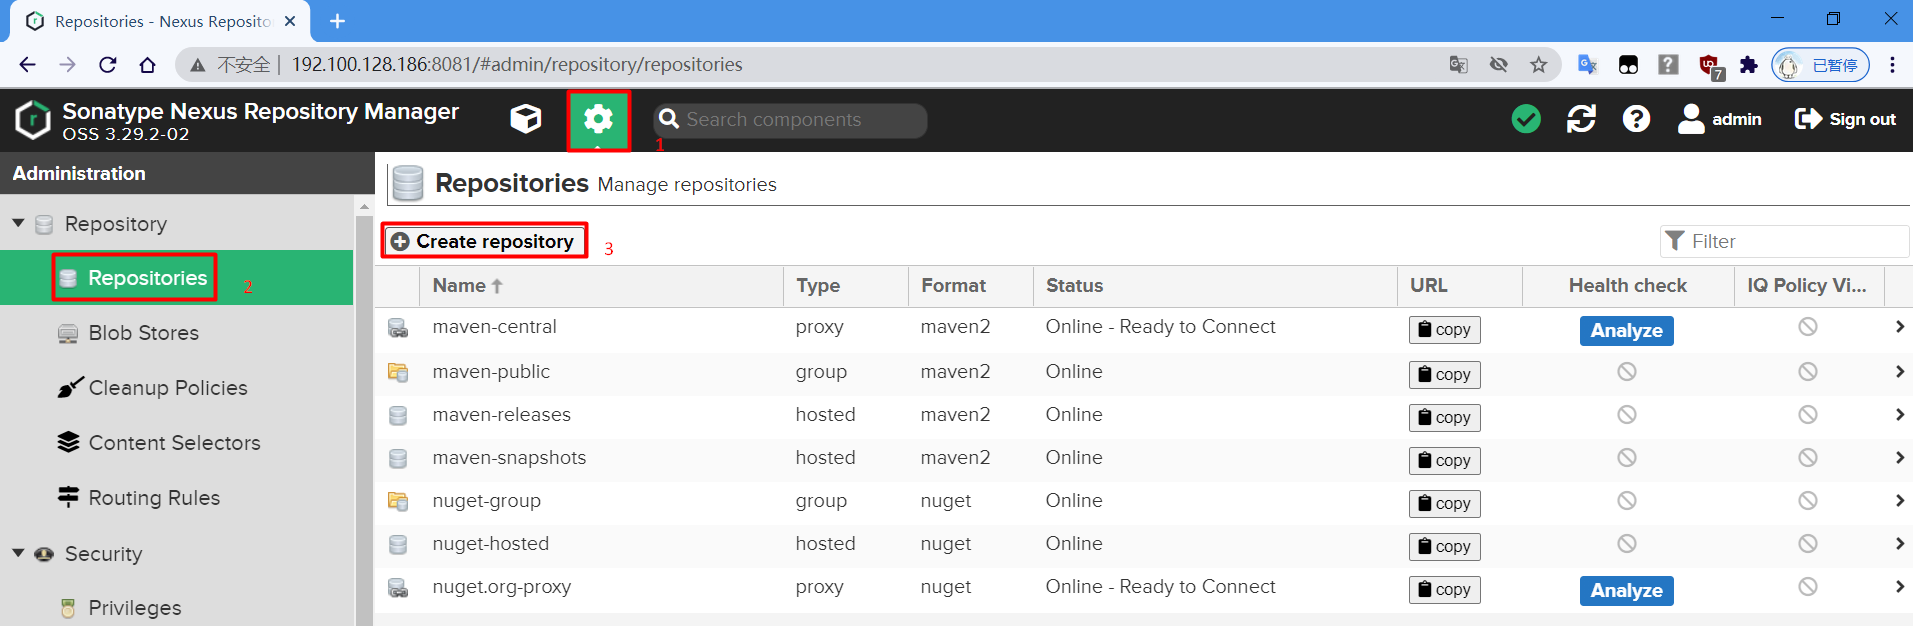 Repositories - Nexus Reposito
不安全 | 192.100.128.186:8081/#admin/repository/repositories
7
已暂停
Sonatype Nexus Repository Manager
OSS 3.29.2-02
1
Search components
admin
Sign out
Administration
Repository
Repositories
2
Blob Stores
Cleanup Policies
Content Selectors
Routing Rules
Security
Privileges
Repositories Manage repositories
Create repository
3
Filter
Name Type Format Status URL Health check IQ Policy Vi...
maven-central proxy maven2 Online - Ready to Connect copy Analyze
maven-public group maven2 Online copy
maven-releases hosted maven2 Online copy
maven-snapshots hosted maven2 Online copy
nuget-group group nuget Online copy
nuget-hosted hosted nuget Online copy
nuget.org-proxy proxy nuget Online - Ready to Connect copy Analyze